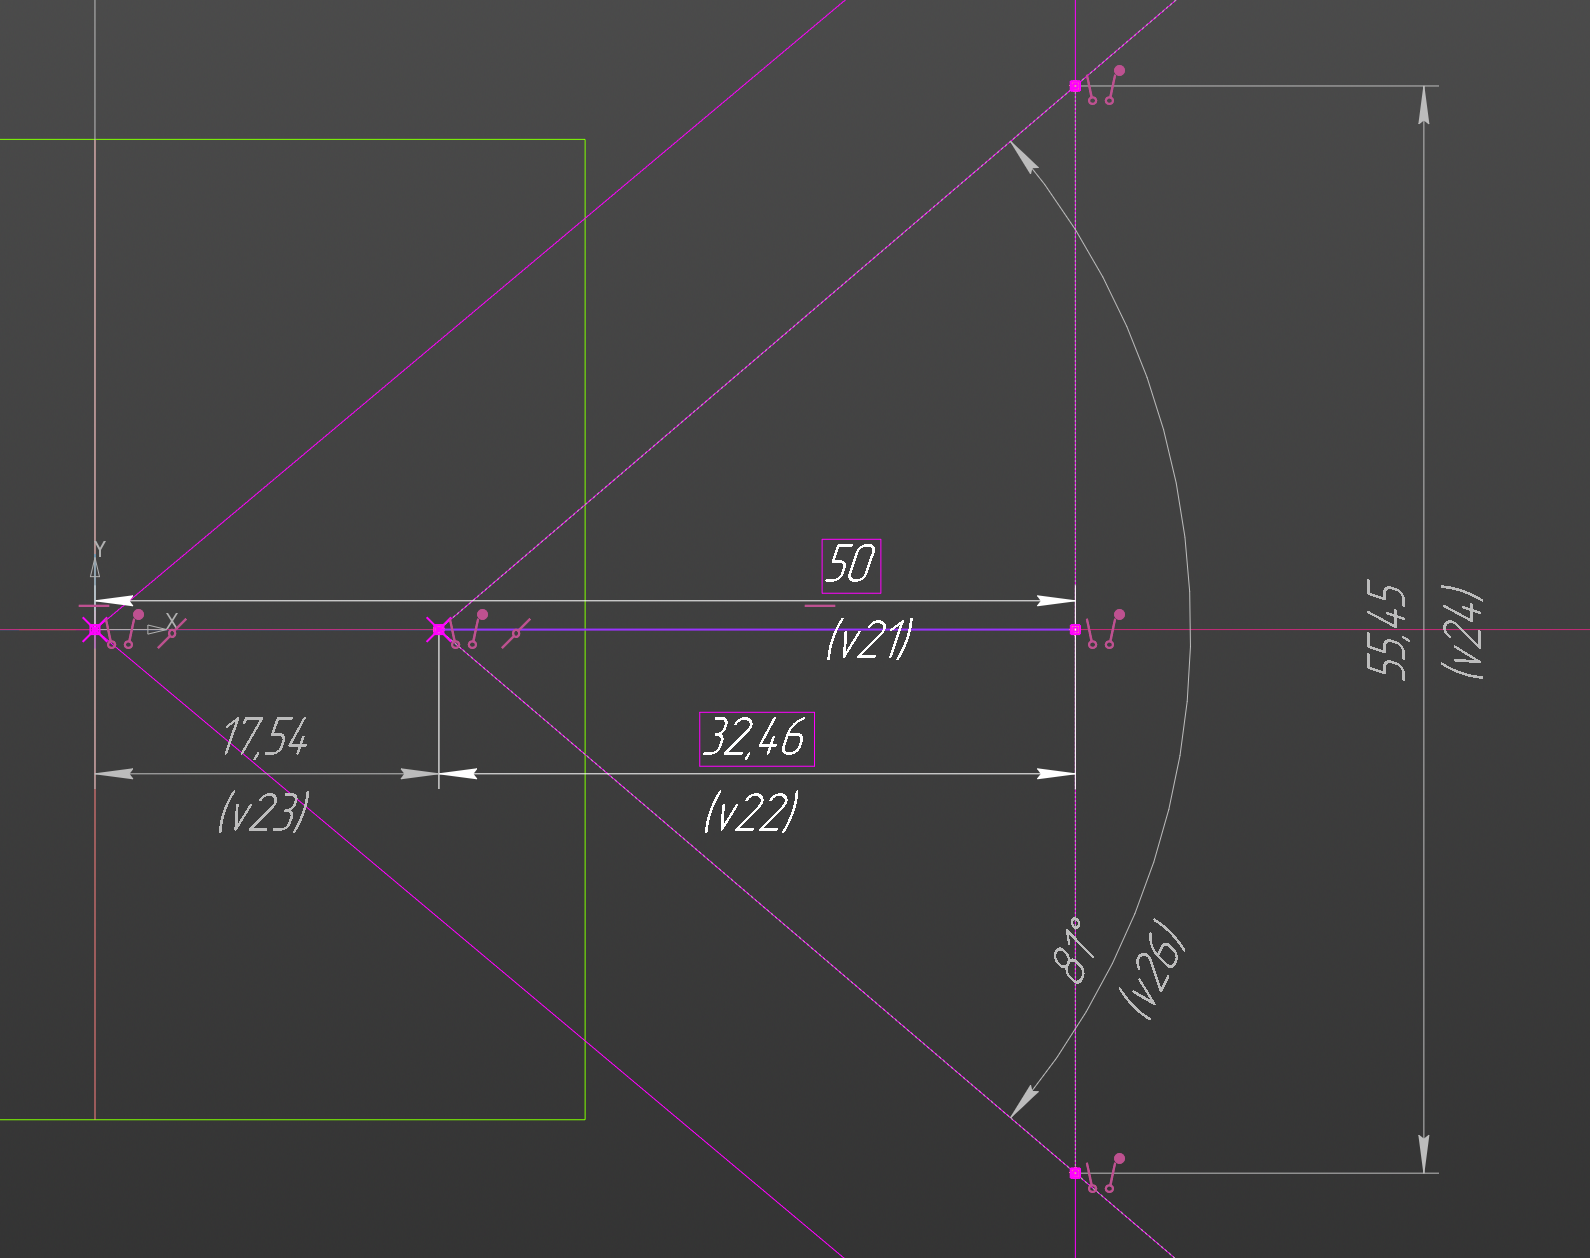 Y
50
X
(v21)
55,45
(v24)
17,54
32,46
(v23)
(v22)
81°
(v26)